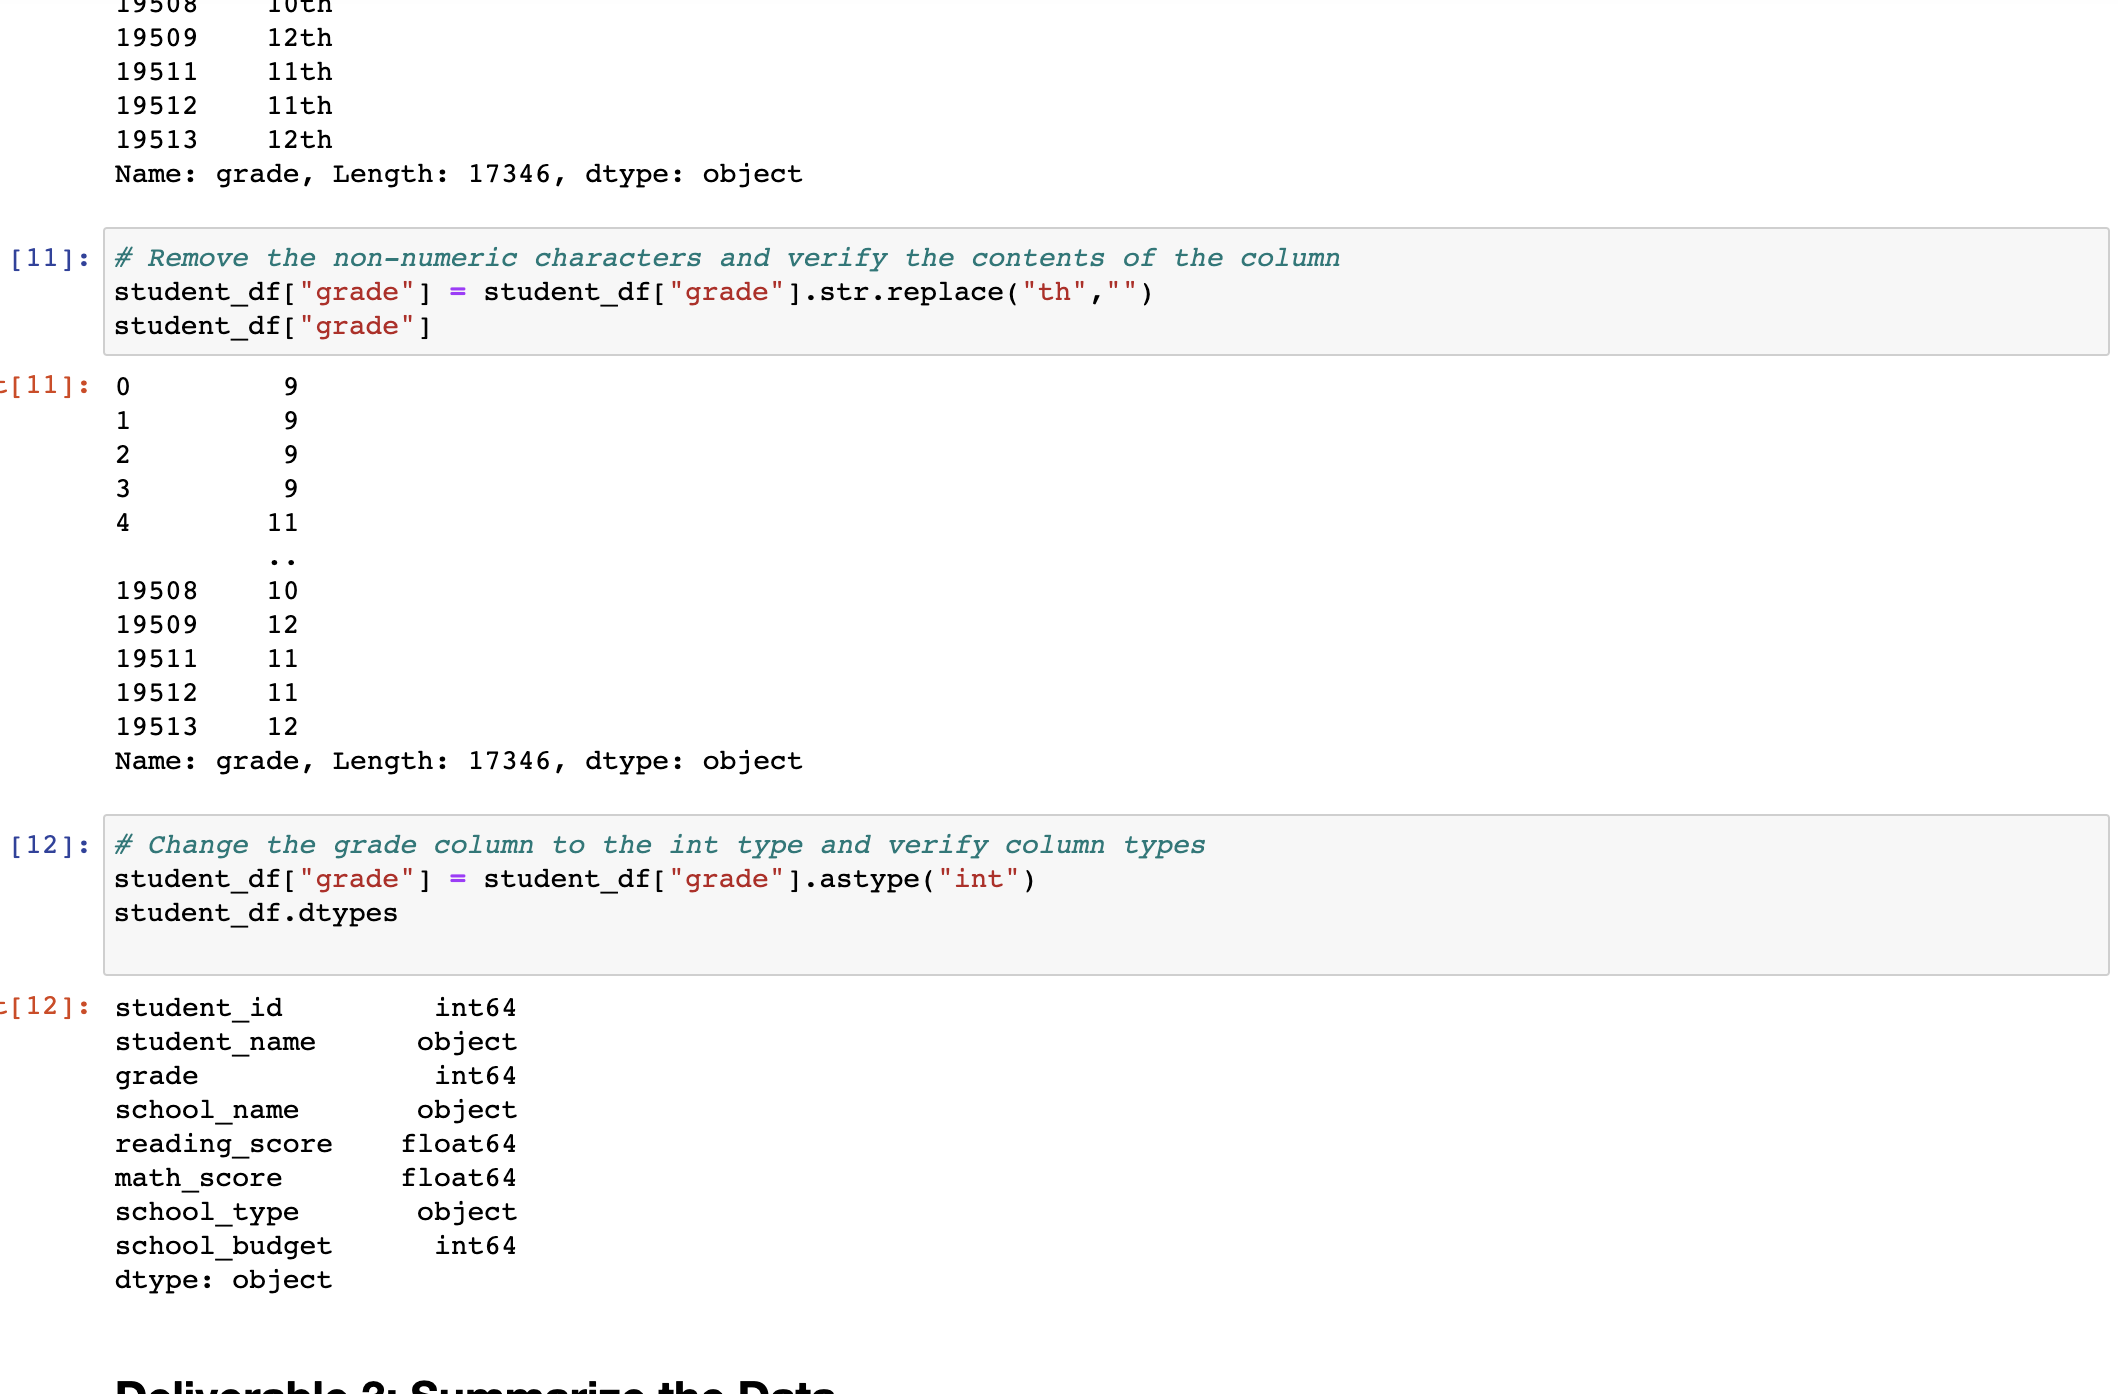 19508    10th
19509    12th
19511    11th
19512    11th
19513    12th
Name: grade, Length: 17346, dtype: object
[11]: # Remove the non-numeric characters and verify the contents of the column
student_df["grade"] = student_df["grade"].str.replace("th","")
student_df["grade"]
t[11]: 0         9
1         9
2         9
3         9
4        11
..
19508    10
19509    12
19511    11
19512    11
19513    12
Name: grade, Length: 17346, dtype: object
[12]: # Change the grade column to the int type and verify column types
student_df["grade"] = student_df["grade"].astype("int")
student_df.dtypes
t[12]: student_id         int64
student_name      object
grade              int64
school_name       object
reading_score    float64
math_score       float64
school_type       object
school_budget      int64
dtype: object
Deliverable : Summarize the Data